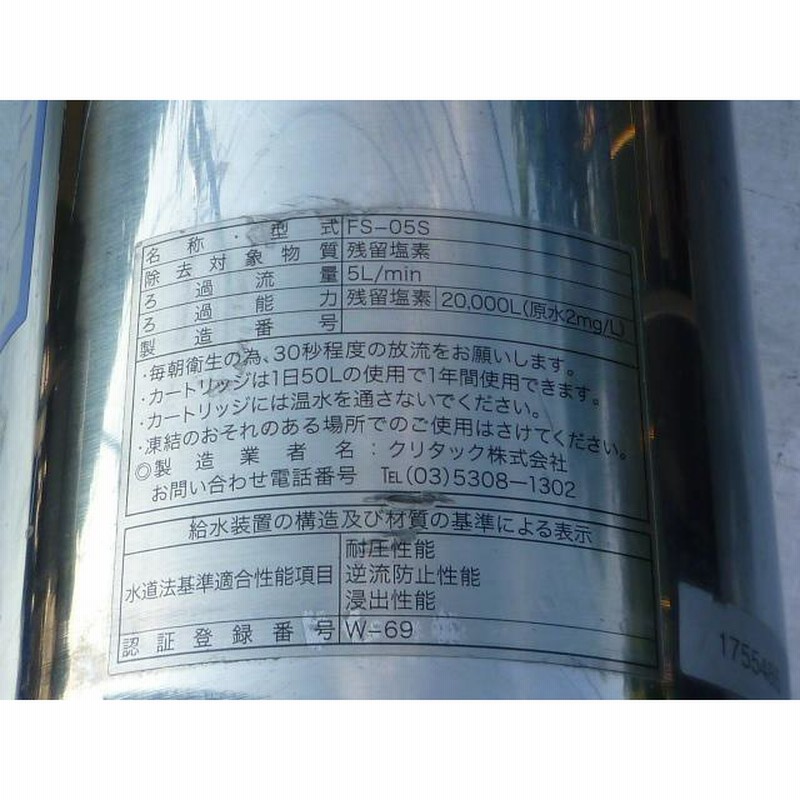 名称・型式 FS-05S
除去対象物質 残留塩素
ろ過流量 5L/min
ろ過能力 残留塩素 20,000L(原水2mg/L)
製造番号
・毎朝衛生の為、30秒程度の放流をお願いします。
・カートリッジは1日50Lの使用で1年間使用できます。
・カートリッジには温水を通さないでください。
・凍結のおそれのある場所でのご使用はさけてください。
◎製造業者名：クリタック株式会社
お問い合わせ電話番号 TEL(03)5308-1302
給水装置の構造及び材質の基準による表示
水道法基準適合性能項目
耐圧性能
逆流防止性能
浸出性能
認証登録番号 W-69